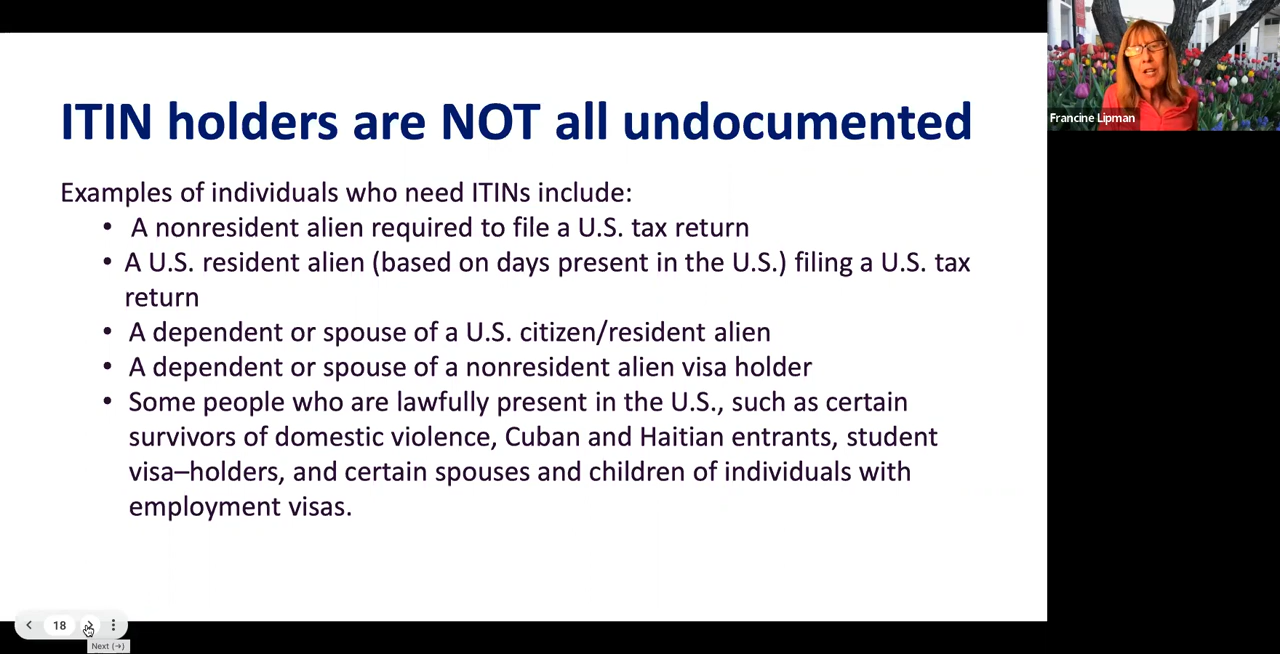 ITIN holders are NOT all undocumented
Examples of individuals who need ITINs include:
• A nonresident alien required to file a U.S. tax return
• A U.S. resident alien (based on days present in the U.S.) filing a U.S. tax
return
• A dependent or spouse of a U.S. citizen/resident alien
• A dependent or spouse of a nonresident alien visa holder
• Some people who are lawfully present in the U.S., such as certain
survivors of domestic violence, Cuban and Haitian entrants, student
visa–holders, and certain spouses and children of individuals with
employment visas.
Francine Lipman
18
Next (→)